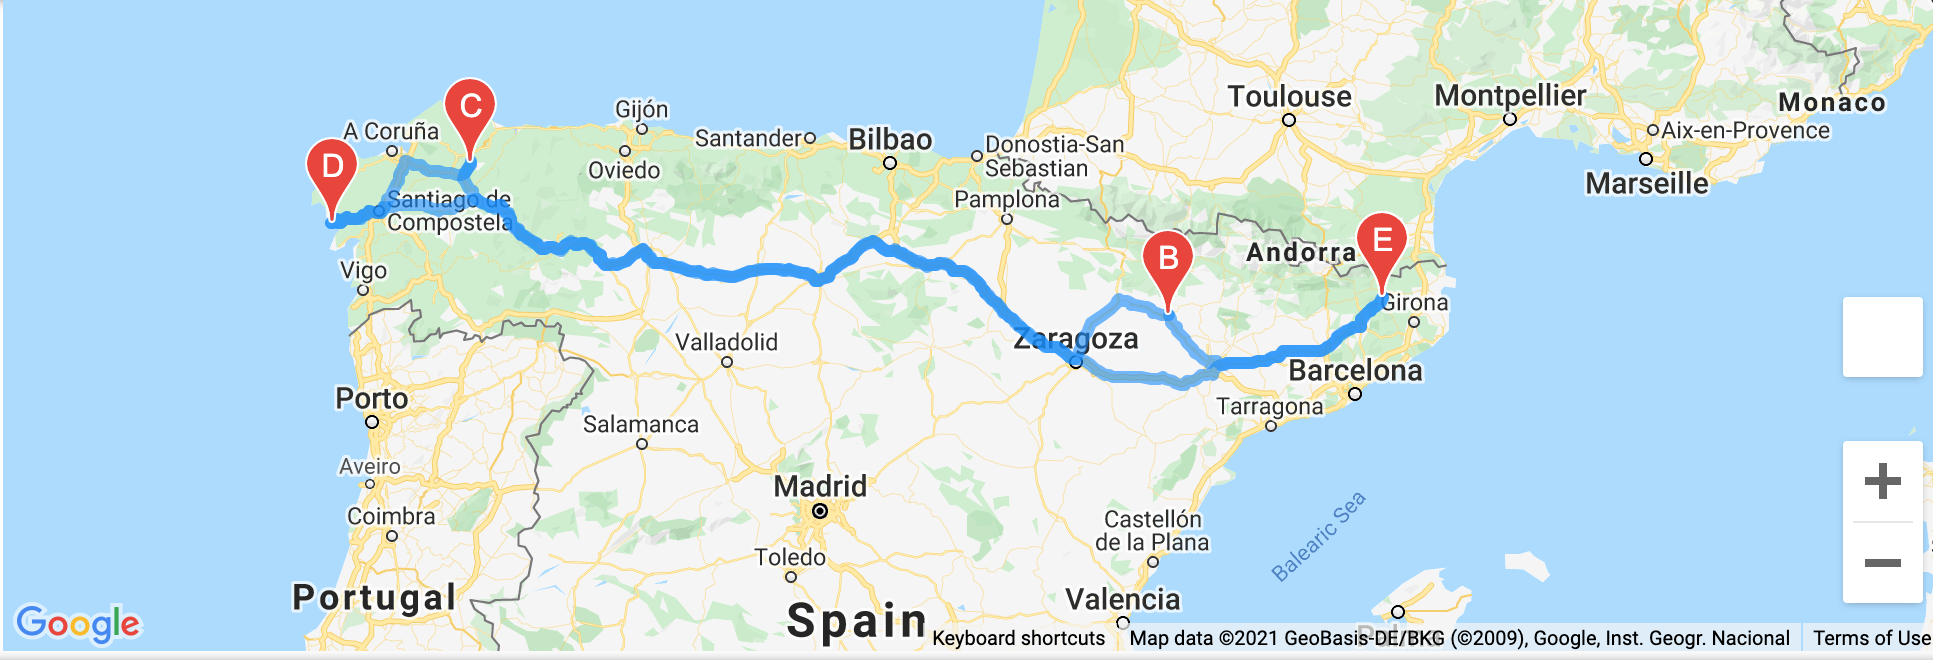 Toulouse
Montpellier
Monaco
C
Gijón
A Coruña
Aix-en-Provence
Santander
Bilbao
Donostia-San
Sebastian
D
Oviedo
Marseille
Santiago de
Compostela
Pamplona
E
B
Andorra
Vigo
Girona
Zaragoza
Valladolid
Barcelona
Porto
Tarragona
Salamanca
Aveiro
Madrid
Coimbra
Castellón
de la Plana
Balearic Sea
Toledo
Portugal
Valencia
Spain
Google
Keyboard shortcuts
Map data ©2021 GeoBasis-DE/BKG (©2009), Google, Inst. Geogr. Nacional
Terms of Use